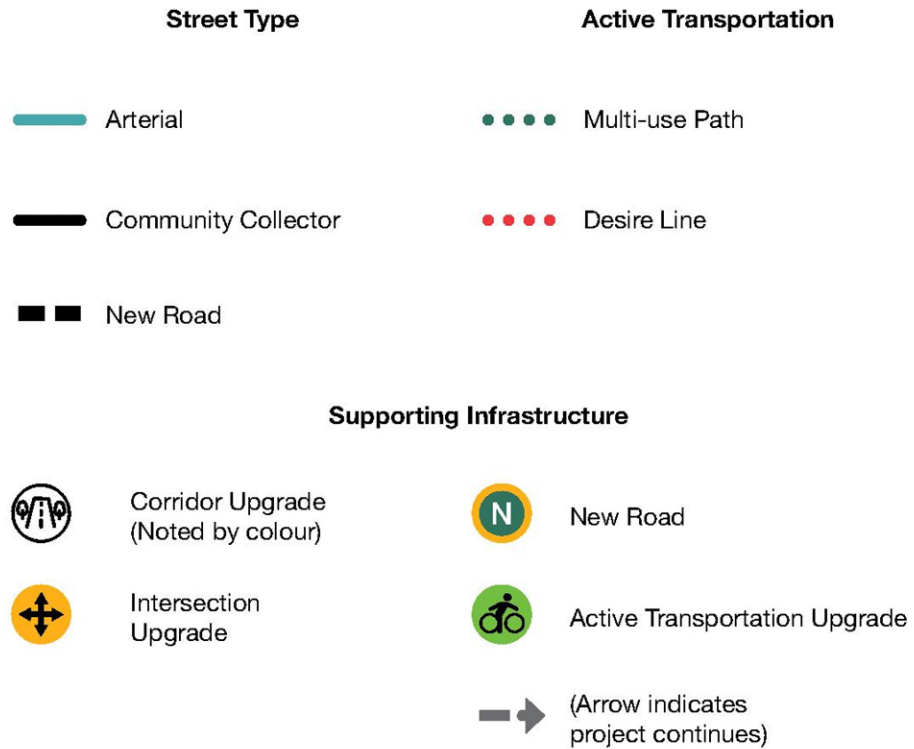 Street Type
Active Transportation
Arterial
Multi-use Path
Community Collector
Desire Line
New Road
Supporting Infrastructure
Corridor Upgrade
(Noted by colour)
N
New Road
Intersection
Upgrade
Active Transportation Upgrade
(Arrow indicates
project continues)